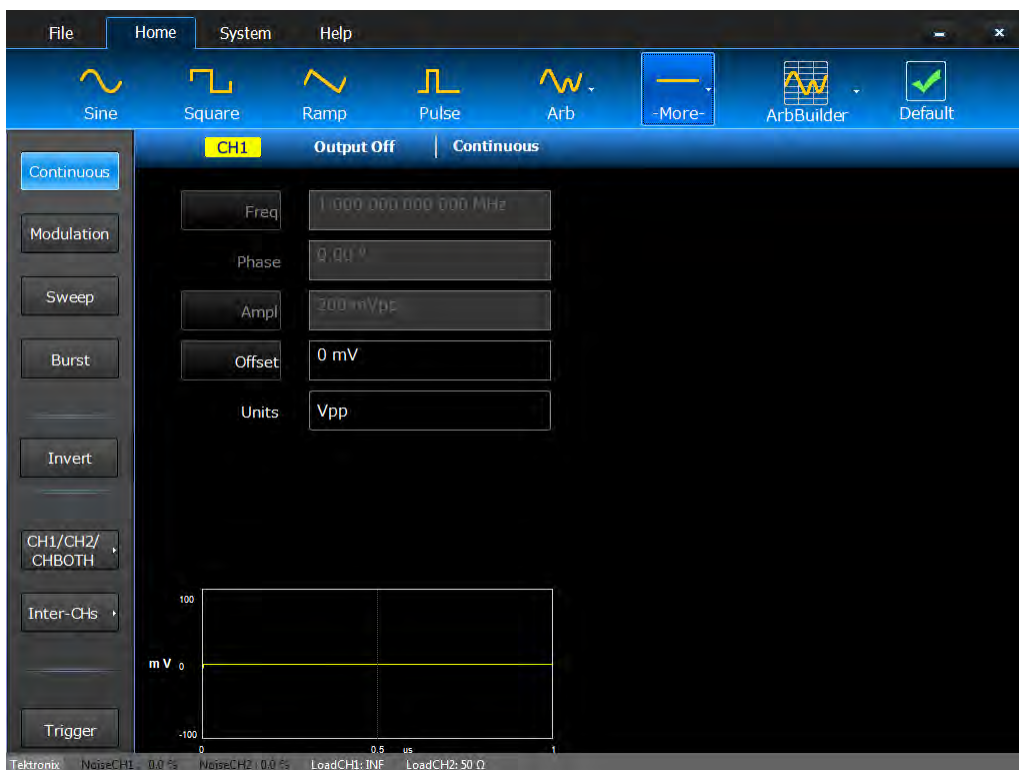 File Home System Help
Sine Square Ramp Pulse Arb -More- ArbBuilder Default
CH1 Output Off Continuous
Continuous
Modulation
Sweep
Burst
Invert
CH1/CH2/
CHBOTH
Inter-CHs
Trigger
Freq 1.000 000 000 000 MHz
Phase 0.00 °
Ampl 200 mVpp
Offset 0 mV
Units Vpp
100
m V 0
-100
0 0.5 us 1
Tektronix NoiseCH1 : 0.0 % NoiseCH2 : 0.0 % LoadCH1: INF LoadCH2: 50 Ω